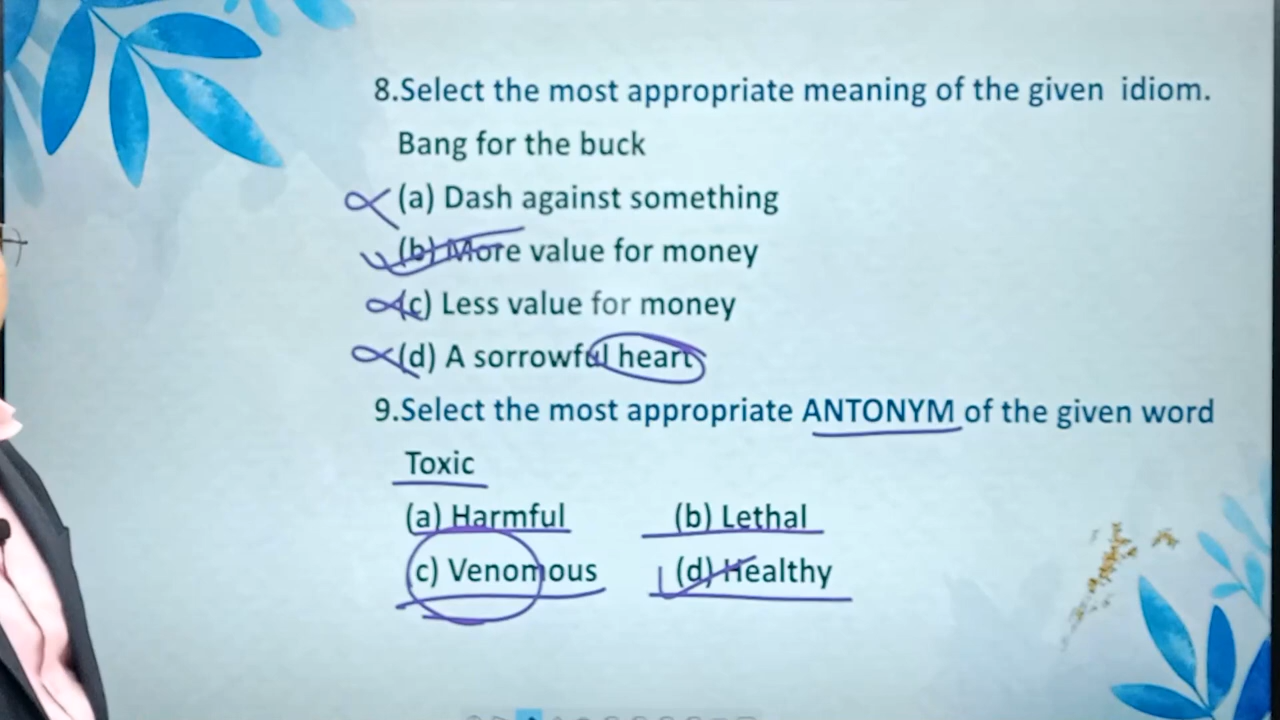 8.Select the most appropriate meaning of the given idiom.
Bang for the buck
(a) Dash against something
(b) More value for money
(c) Less value for money
(d) A sorrowful heart
9.Select the most appropriate ANTONYM of the given word
Toxic
(a) Harmful (b) Lethal
c) Venomous (d) Healthy